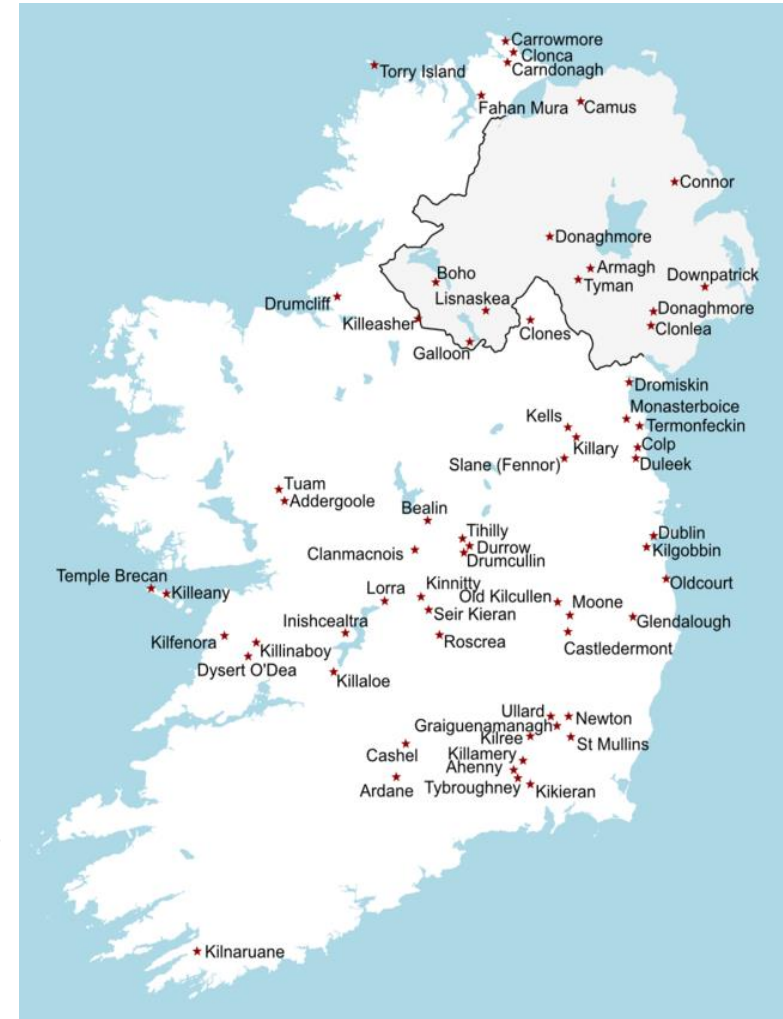 Carrowmore
Clonca
Carndonagh
Torry Island
Fahan Mura
Camus
Connor
Donaghmore
Armagh
Tyman
Boho
Downpatrick
Lisnaskea
Drumcliff
Donaghmore
Killeasher
Clonlea
Clones
Galloon
Dromiskin
Monasterboice
Kells
Termonfeckin
Killary
Colp
Slane (Fennor)
Duleek
Tuam
Addergoole
Bealin
Tihilly
Dublin
Durrow
Kilgobbin
Clanmacnois
Drumcullin
Temple Brecan
Killeany
Oldcourt
Lorra
Kinnitty
Old Kilcullen
Moone
Seir Kieran
Inishcealtra
Glendalough
Kilfenora
Roscrea
Castledermont
Killinaboy
Dysert O'Dea
Killaloe
Ullard
Newton
Graiguenamanagh
Kilree
St Mullins
Cashel
Killamery
Ahenny
Ardane
Tybroughney
Kikieran
Kilnaruane